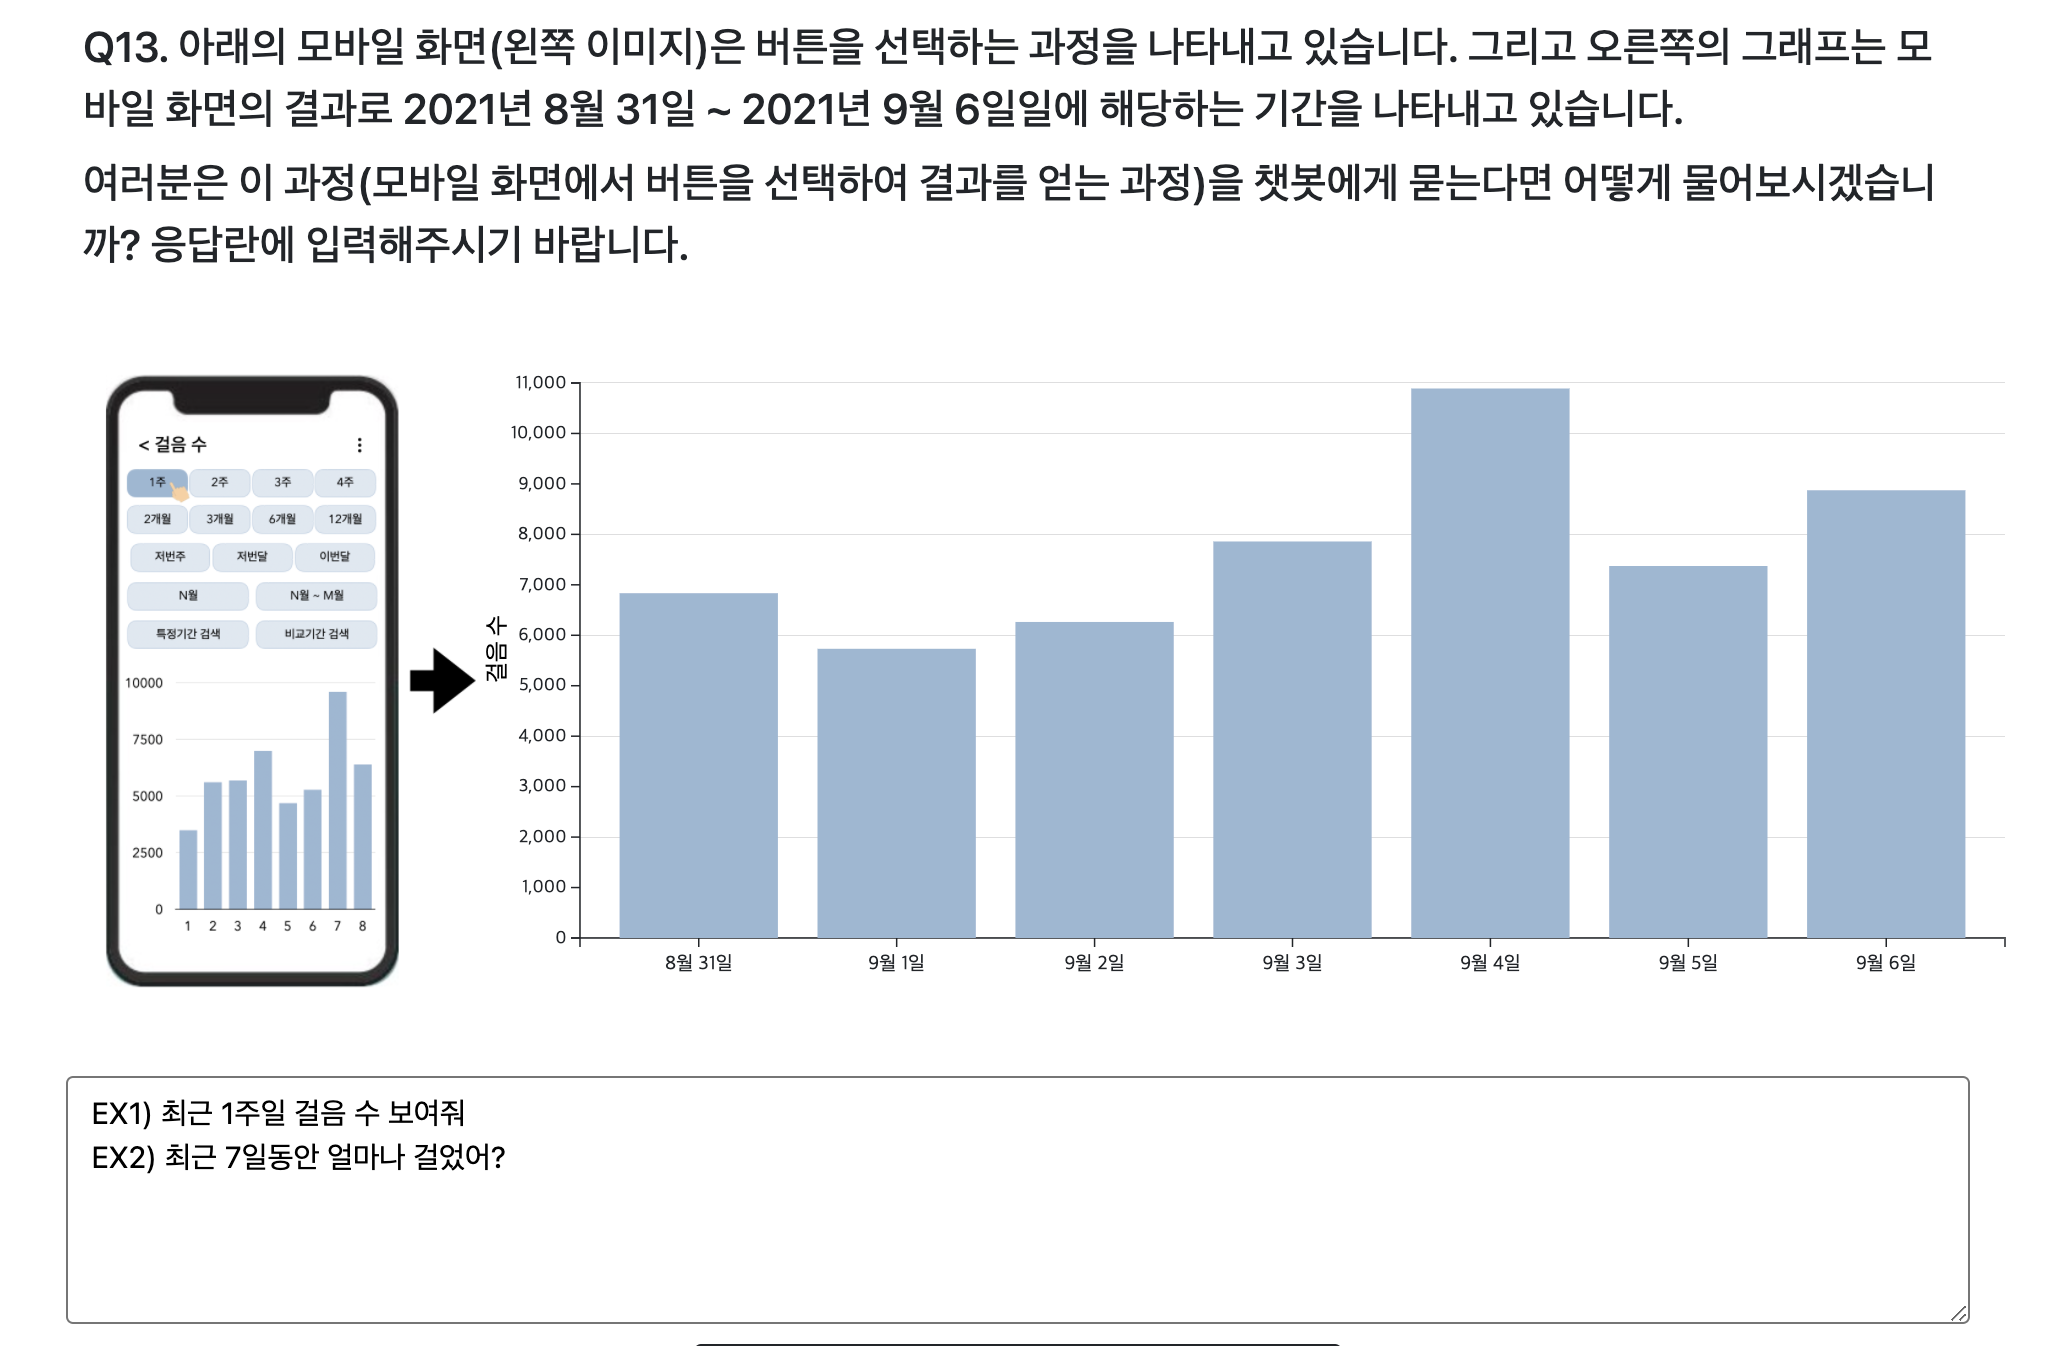 Q13. 아래의 모바일 화면(왼쪽 이미지)은 버튼을 선택하는 과정을 나타내고 있습니다. 그리고 오른쪽의 그래프는 모
바일 화면의 결과로 2021년 8월 31일 ~ 2021년 9월 6일일에 해당하는 기간을 나타내고 있습니다.
여러분은 이 과정(모바일 화면에서 버튼을 선택하여 결과를 얻는 과정)을 챗봇에게 묻는다면 어떻게 물어보시겠습니
까? 응답란에 입력해주시기 바랍니다.
< 걸음 수
1주 2주 3주 4주
2개월 3개월 6개월 12개월
저번주 저번달 이번달
N월 N월 ~ M월
특정기간 검색 비교기간 검색
10000
7500
5000
2500
0
1 2 3 4 5 6 7 8
걸음 수
11,000
10,000
9,000
8,000
7,000
6,000
5,000
4,000
3,000
2,000
1,000
0
8월 31일 9월 1일 9월 2일 9월 3일 9월 4일 9월 5일 9월 6일
EX1) 최근 1주일 걸음 수 보여줘
EX2) 최근 7일동안 얼마나 걸었어?